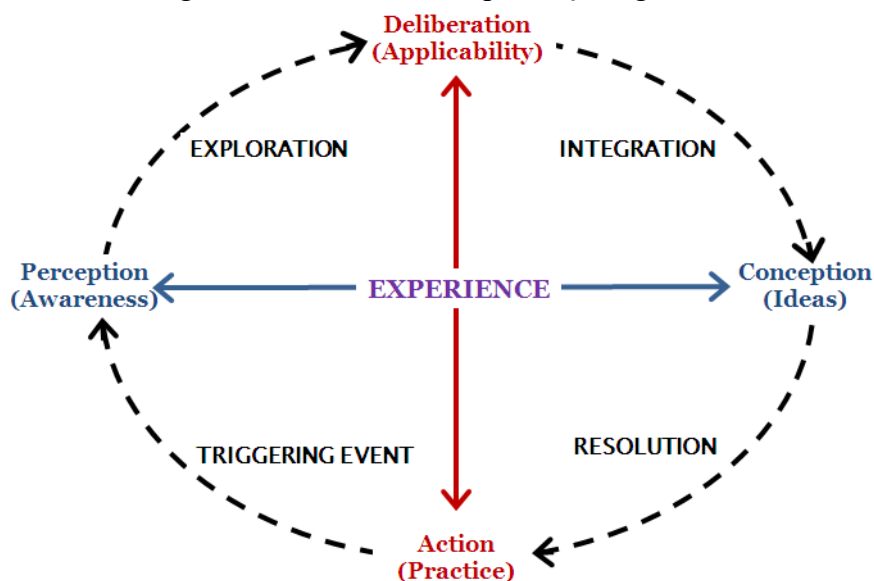 Deliberation
(Applicability)
EXPLORATION
INTEGRATION
Perception
(Awareness)
EXPERIENCE
Conception
(Ideas)
TRIGGERING EVENT
RESOLUTION
Action
(Practice)